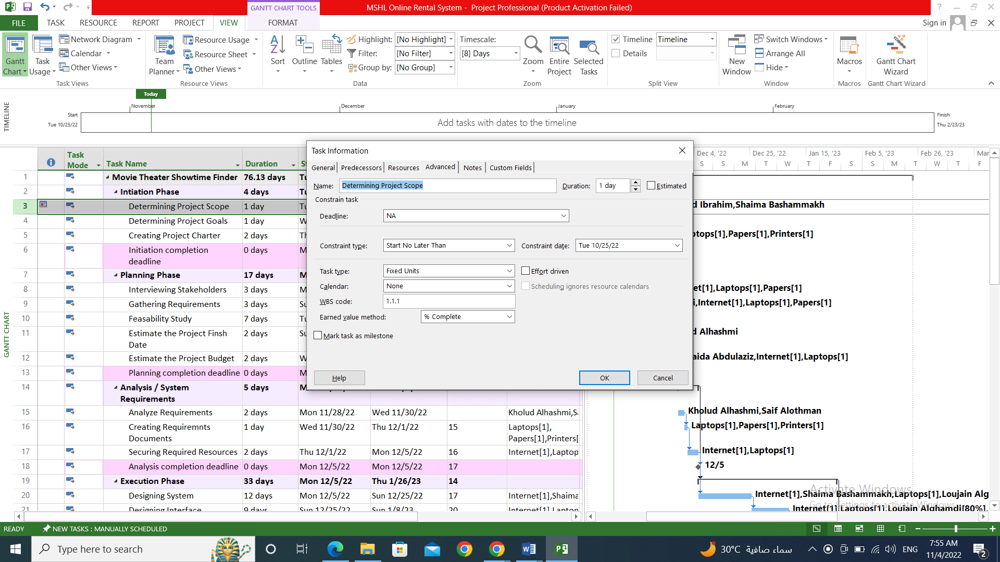 GANTT CHART TOOLS
MSHL Online Rental System - Project Professional (Product Activation Failed)
FILE
TASK
RESOURCE
REPORT
PROJECT
VIEW
FORMAT
Sign in
Gantt Chart
Task Usage
Network Diagram
Calendar
Other Views
Task Views
Team Planner
Resource Usage
Resource Sheet
Other Views
Resource Views
Sort
Outline
Tables
Highlight: [No Highlight]
Filter: [No Filter]
Group by: [No Group]
Data
Timescale:
[8] Days
Zoom
Entire Project
Selected Tasks
Zoom
Timeline Timeline
Details
Split View
New Window
Switch Windows
Arrange All
Hide
Window
Macros
Macros
Gantt Chart Wizard
Gantt Chart Wizard
TIMELINE
Today
November
December
January
February
Start
Tue 10/25/22
Add tasks with dates to the timeline
Finish
Thu 2/23/23
GANTT CHART
Task Mode
Task Name
Duration
1 Movie Theater Showtime Finder 76.13 days
2 Intiation Phase 4 days
3 Determining Project Scope 1 day
4 Determining Project Goals 1 day
5 Creating Project Charter 2 days
6 Initiation completion
deadline 0 days
7 Planning Phase 17 days
8 Interviewing Stakeholders 3 days
9 Gathering Requirements 3 days
10 Feasability Study 7 days
11 Estimate the Project Finsh
Date 2 days
12 Estimate the Project Budget 2 days
13 Planning completion deadline 0 days
14 Analysis / System
Requirements 5 days
15 Analyze Requirements 2 days Mon 11/28/22 Wed 11/30/22 Kholud Alhashmi,Sa
16 Creating Requiremnts
Documents 1 day Wed 11/30/22 Thu 12/1/22 15 Laptops[1],
Papers[1],Printers[
17 Securing Required Resources 2 days Thu 12/1/22 Mon 12/5/22 16 Internet[1],Laptop
18 Analysis completion deadline 0 days Mon 12/5/22 Mon 12/5/22 17
19 Execution Phase 33 days Mon 12/5/22 Thu 1/26/23 14
20 Designing System 12 days Mon 12/5/22 Sun 12/25/22 17 Internet[1],Shaima
21 Designing Interface 9 days Sun 12/25/22 Sun 1/8/23 20 Internet[1],Laptop
Task Information
General
Predecessors
Resources
Advanced
Notes
Custom Fields
Name: Determining Project Scope
Duration: 1 day
Estimated
Constrain task
Deadline: NA
Constraint type: Start No Later Than
Constraint date: Tue 10/25/22
Task type: Fixed Units
Effort driven
Calendar: None
Scheduling ignores resource calendars
WBS code: 1.1.1
Earned value method: % Complete
Mark task as milestone
Help
OK
Cancel
Dec 4, '22 Dec 25, '22 Jan 15, '23 Feb 5, '23 Feb 26, '23 Mar
S S M T W T F S S M T W T F
d Ibrahim,Shaima Bashammakh
ptops[1],Papers[1],Printers[1]
et[1],Laptops[1],Papers[1]
i,Internet[1],Laptops[1],Papers[1]
d Alhashmi
aida Abdulaziz,Internet[1],Laptops[1]
Kholud Alhashmi,Saif Alothman
Laptops[1],Papers[1],Printers[1]
Internet[1],Laptops[1]
12/5
Internet[1],Shaima Bashammakh,Laptops[1],Loujain Alg
Internet[1],Laptops[1],Loujain Alghamdi[80%],
Activate Windows
Go to Settings to activate Windows.
READY
NEW TASKS : MANUALLY SCHEDULED
Type here to search
30°C سماء صافية
ENG
7:55 AM
11/4/2022
2